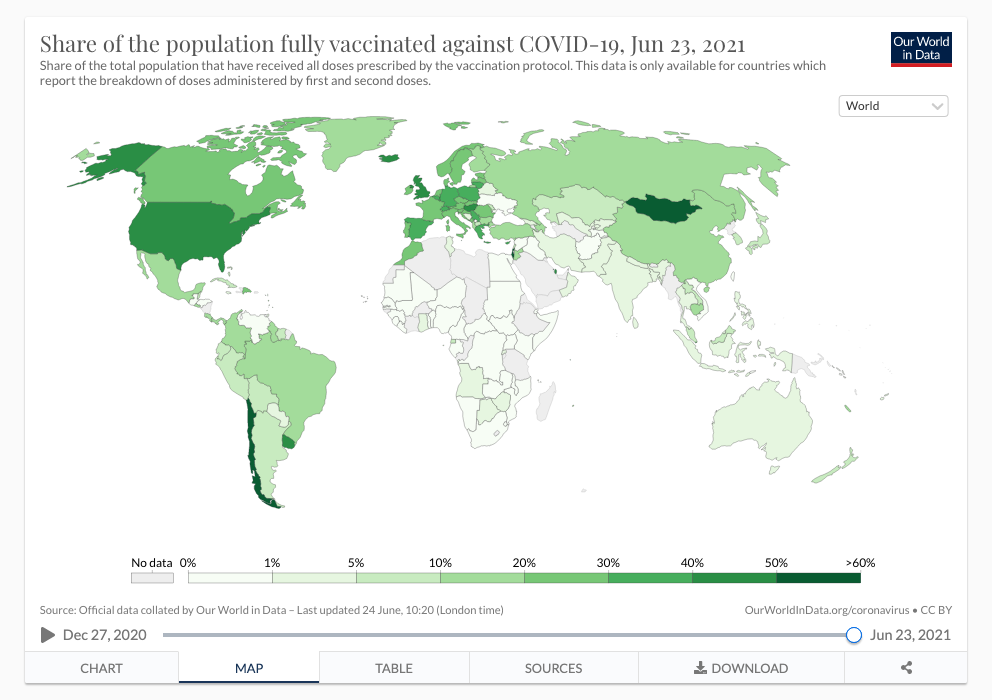 Share of the population fully vaccinated against COVID-19, Jun 23, 2021
Our World
in Data
Share of the total population that have received all doses prescribed by the vaccination protocol. This data is only available for countries which
report the breakdown of doses administered by first and second doses.
World
No data 0% 1% 5% 10% 20% 30% 40% 50% >60%
Source: Official data collated by Our World in Data – Last updated 24 June, 10:20 (London time)
OurWorldInData.org/coronavirus • CC BY
Dec 27, 2020 Jun 23, 2021
CHART MAP TABLE SOURCES DOWNLOAD